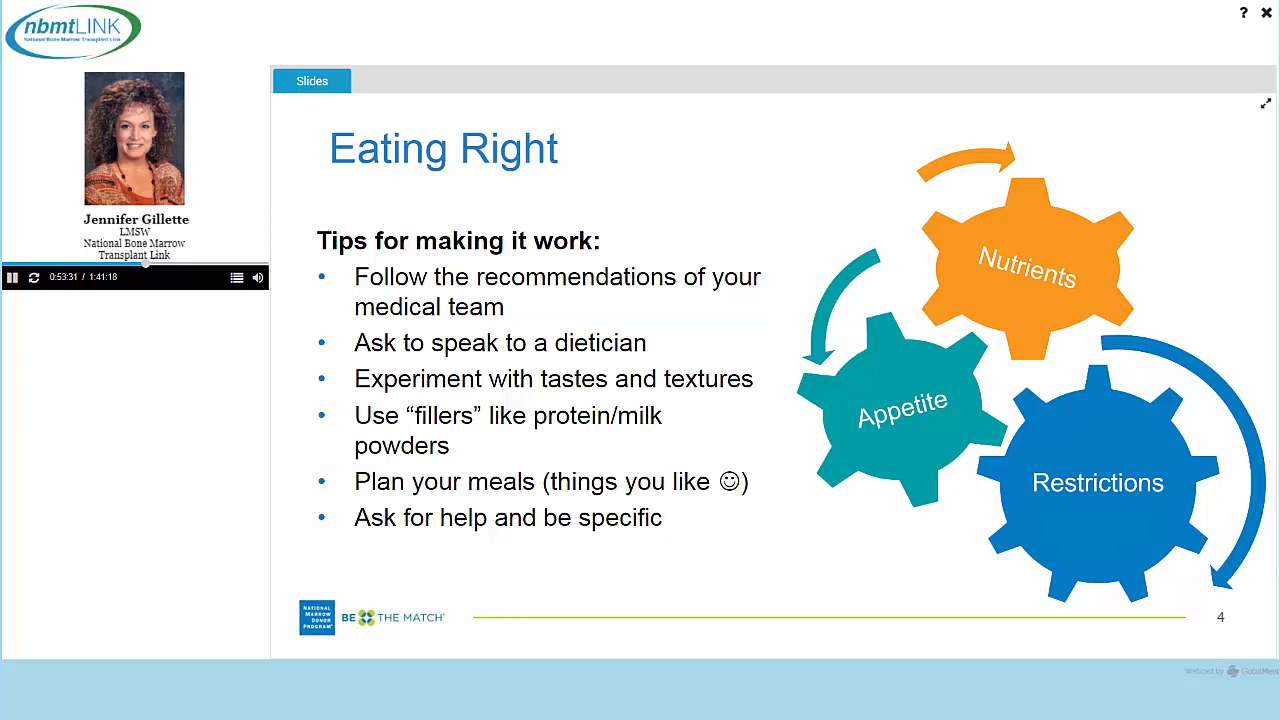 nbmtLINK
National Bone Marrow Transplant Link
? ✖
Slides
Jennifer Gillette
LMSW
National Bone Marrow
Transplant Link
0:53:31 / 1:41:18
Eating Right
Tips for making it work:
• Follow the recommendations of your
medical team
• Ask to speak to a dietician
• Experiment with tastes and textures
• Use “fillers” like protein/milk
powders
• Plan your meals (things you like ☺)
• Ask for help and be specific
Nutrients
Appetite
Restrictions
NATIONAL
MARROW
DONOR
PROGRAM®
BE THE MATCH®
4
Webcast by GlobalMeet